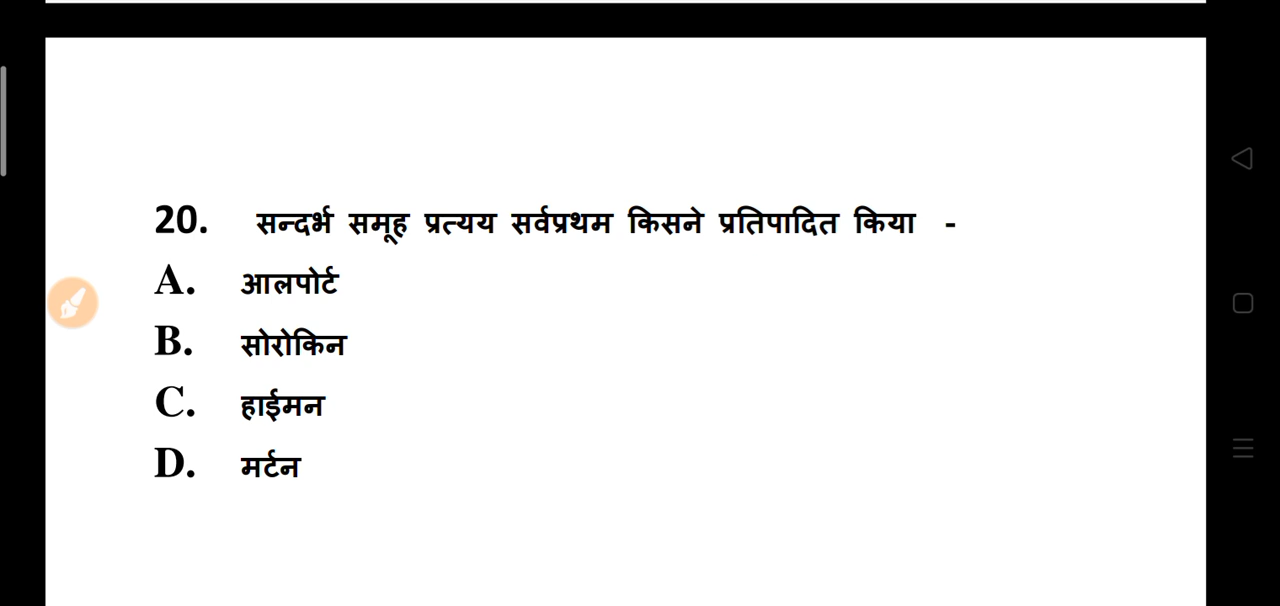 20. सन्दर्भ समूह प्रत्यय सर्वप्रथम किसने प्रतिपादित किया -
A. आलपोर्ट
B. सोरोकिन
C. हाईमन
D. मर्टन